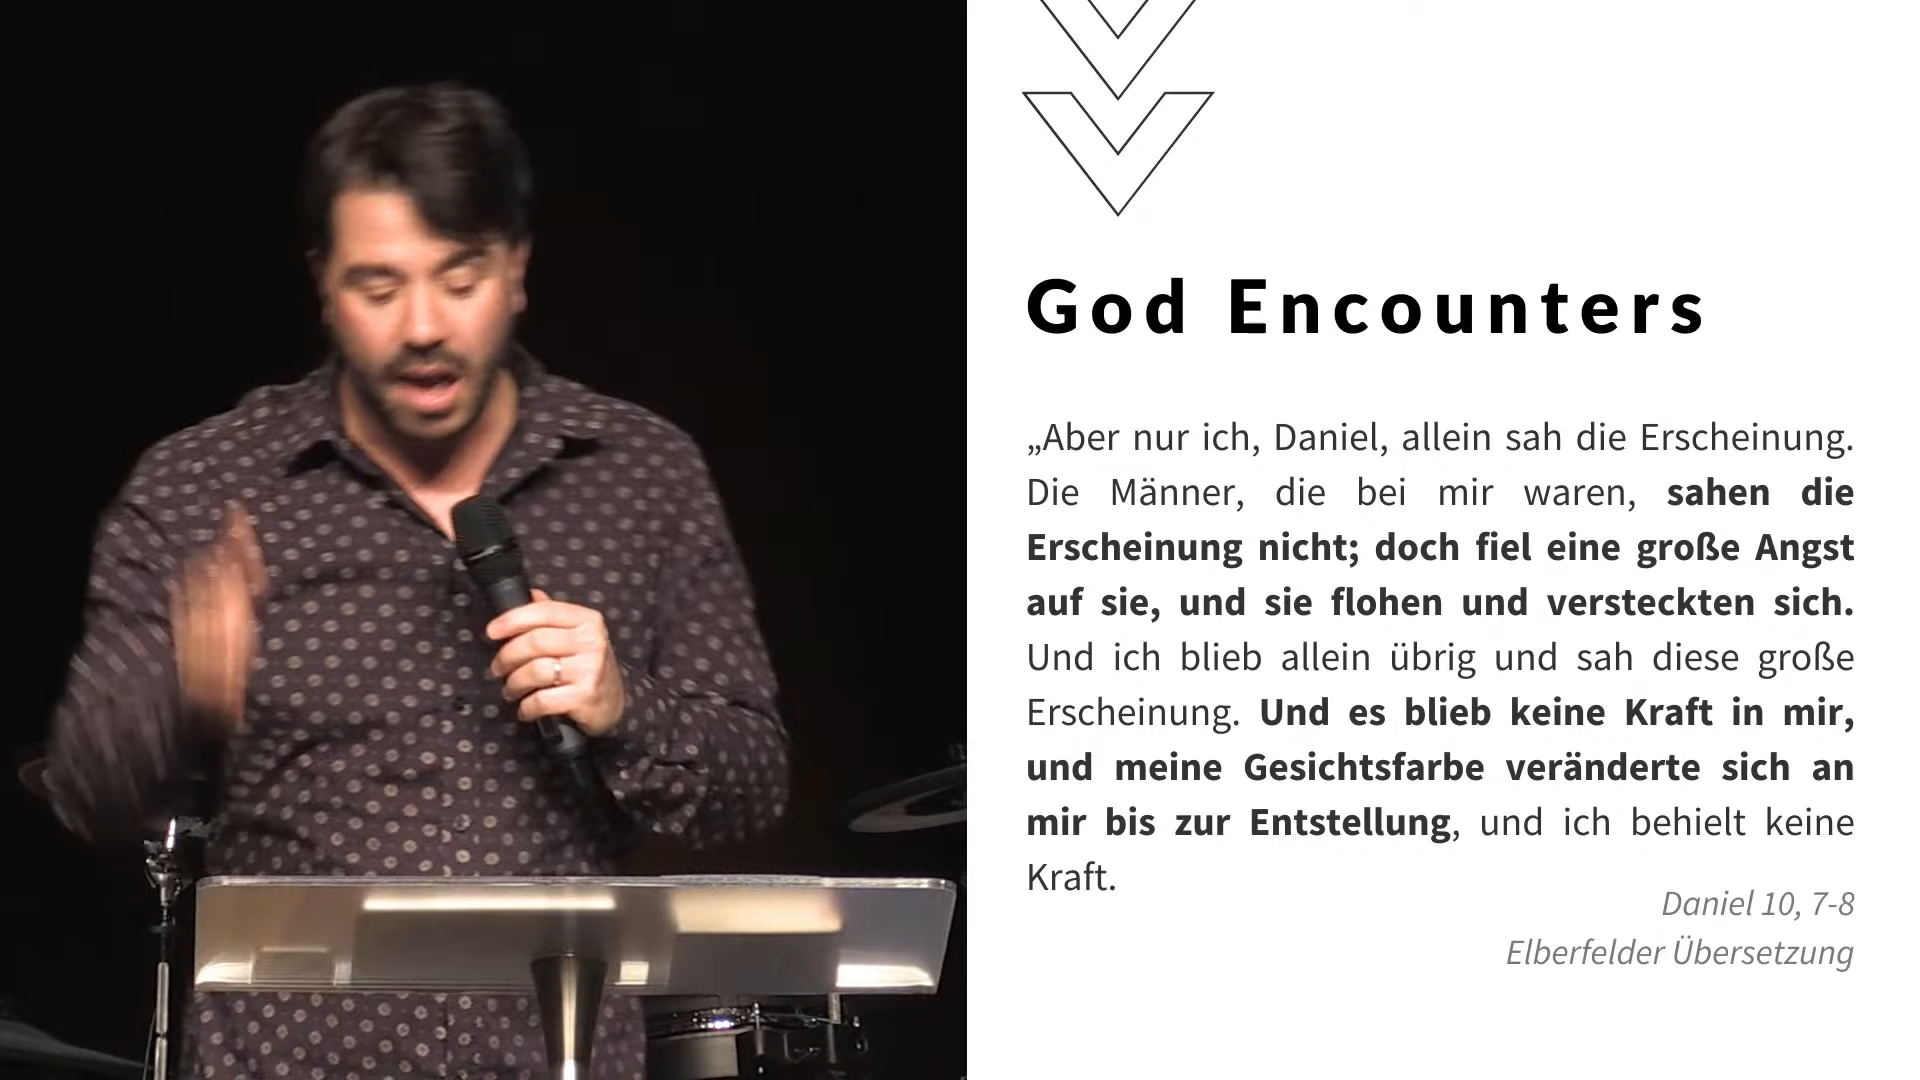 God Encounters
„Aber nur ich, Daniel, allein sah die Erscheinung.
Die Männer, die bei mir waren, sahen die
Erscheinung nicht; doch fiel eine große Angst
auf sie, und sie flohen und versteckten sich.
Und ich blieb allein übrig und sah diese große
Erscheinung. Und es blieb keine Kraft in mir,
und meine Gesichtsfarbe veränderte sich an
mir bis zur Entstellung, und ich behielt keine
Kraft.
Daniel 10, 7-8
Elberfelder Übersetzung